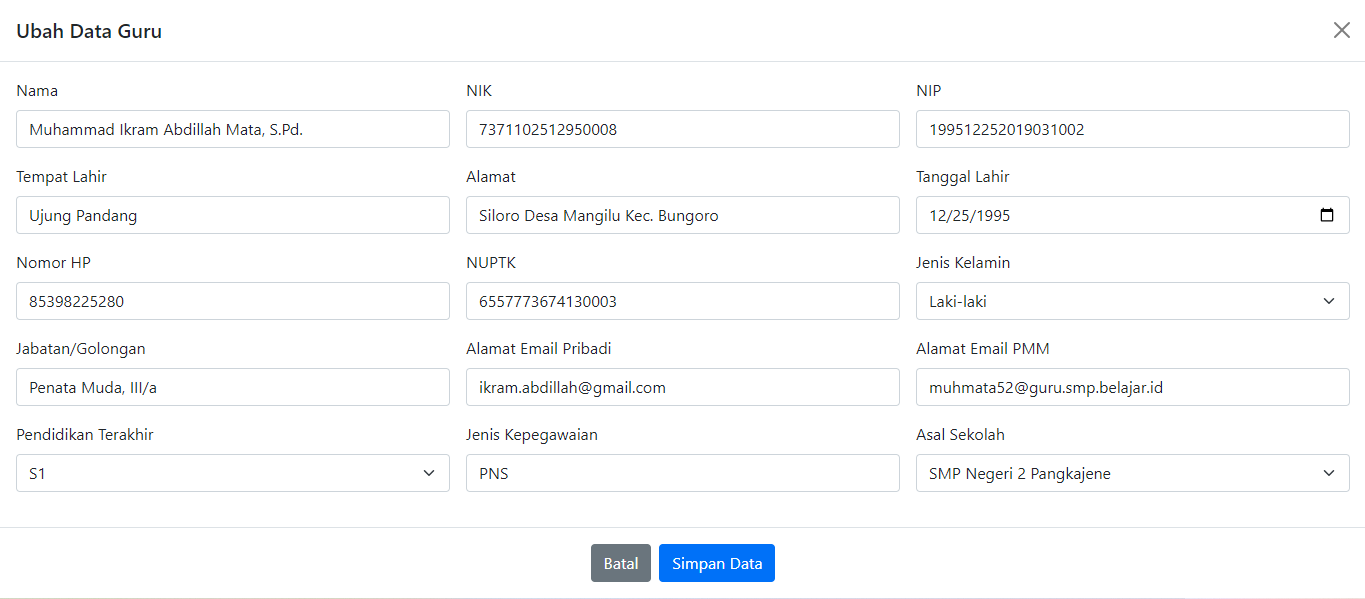 Ubah Data Guru
Nama NIK NIP
Muhammad Ikram Abdillah Mata, S.Pd. 7371102512950008 199512252019031002
Tempat Lahir Alamat Tanggal Lahir
Ujung Pandang Siloro Desa Mangilu Kec. Bungoro 12/25/1995
Nomor HP NUPTK Jenis Kelamin
85398225280 6557773674130003 Laki-laki
Jabatan/Golongan Alamat Email Pribadi Alamat Email PMM
Penata Muda, III/a ikram.abdillah@gmail.com muhmata52@guru.smp.belajar.id
Pendidikan Terakhir Jenis Kepegawaian Asal Sekolah
S1 PNS SMP Negeri 2 Pangkajene
Batal Simpan Data